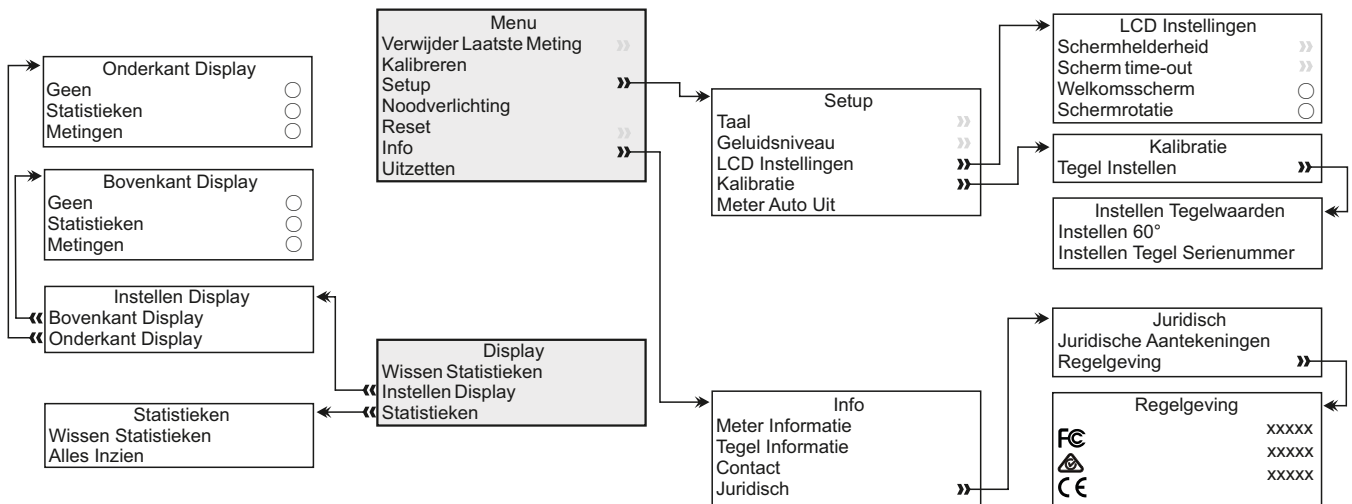 Onderkant Display
Geen
Statistieken
Metingen
Bovenkant Display
Geen
Statistieken
Metingen
Instellen Display
Bovenkant Display
Onderkant Display
Statistieken
Wissen Statistieken
Alles Inzien
Menu
Verwijder Laatste Meting
Kalibreren
Setup
Noodverlichting
Reset
Info
Uitzetten
Display
Wissen Statistieken
Instellen Display
Statistieken
Setup
Taal
Geluidsniveau
LCD Instellingen
Kalibratie
Meter Auto Uit
Info
Meter Informatie
Tegel Informatie
Contact
Juridisch
LCD Instellingen
Schermhelderheid
Scherm time-out
Welkomsscherm
Schermrotatie
Kalibratie
Tegel Instellen
Instellen Tegelwaarden
Instellen 60°
Instellen Tegel Serienummer
Juridisch
Juridische Aantekeningen
Regelgeving
Regelgeving
FC xxxxx
xxxxx
CE xxxxx